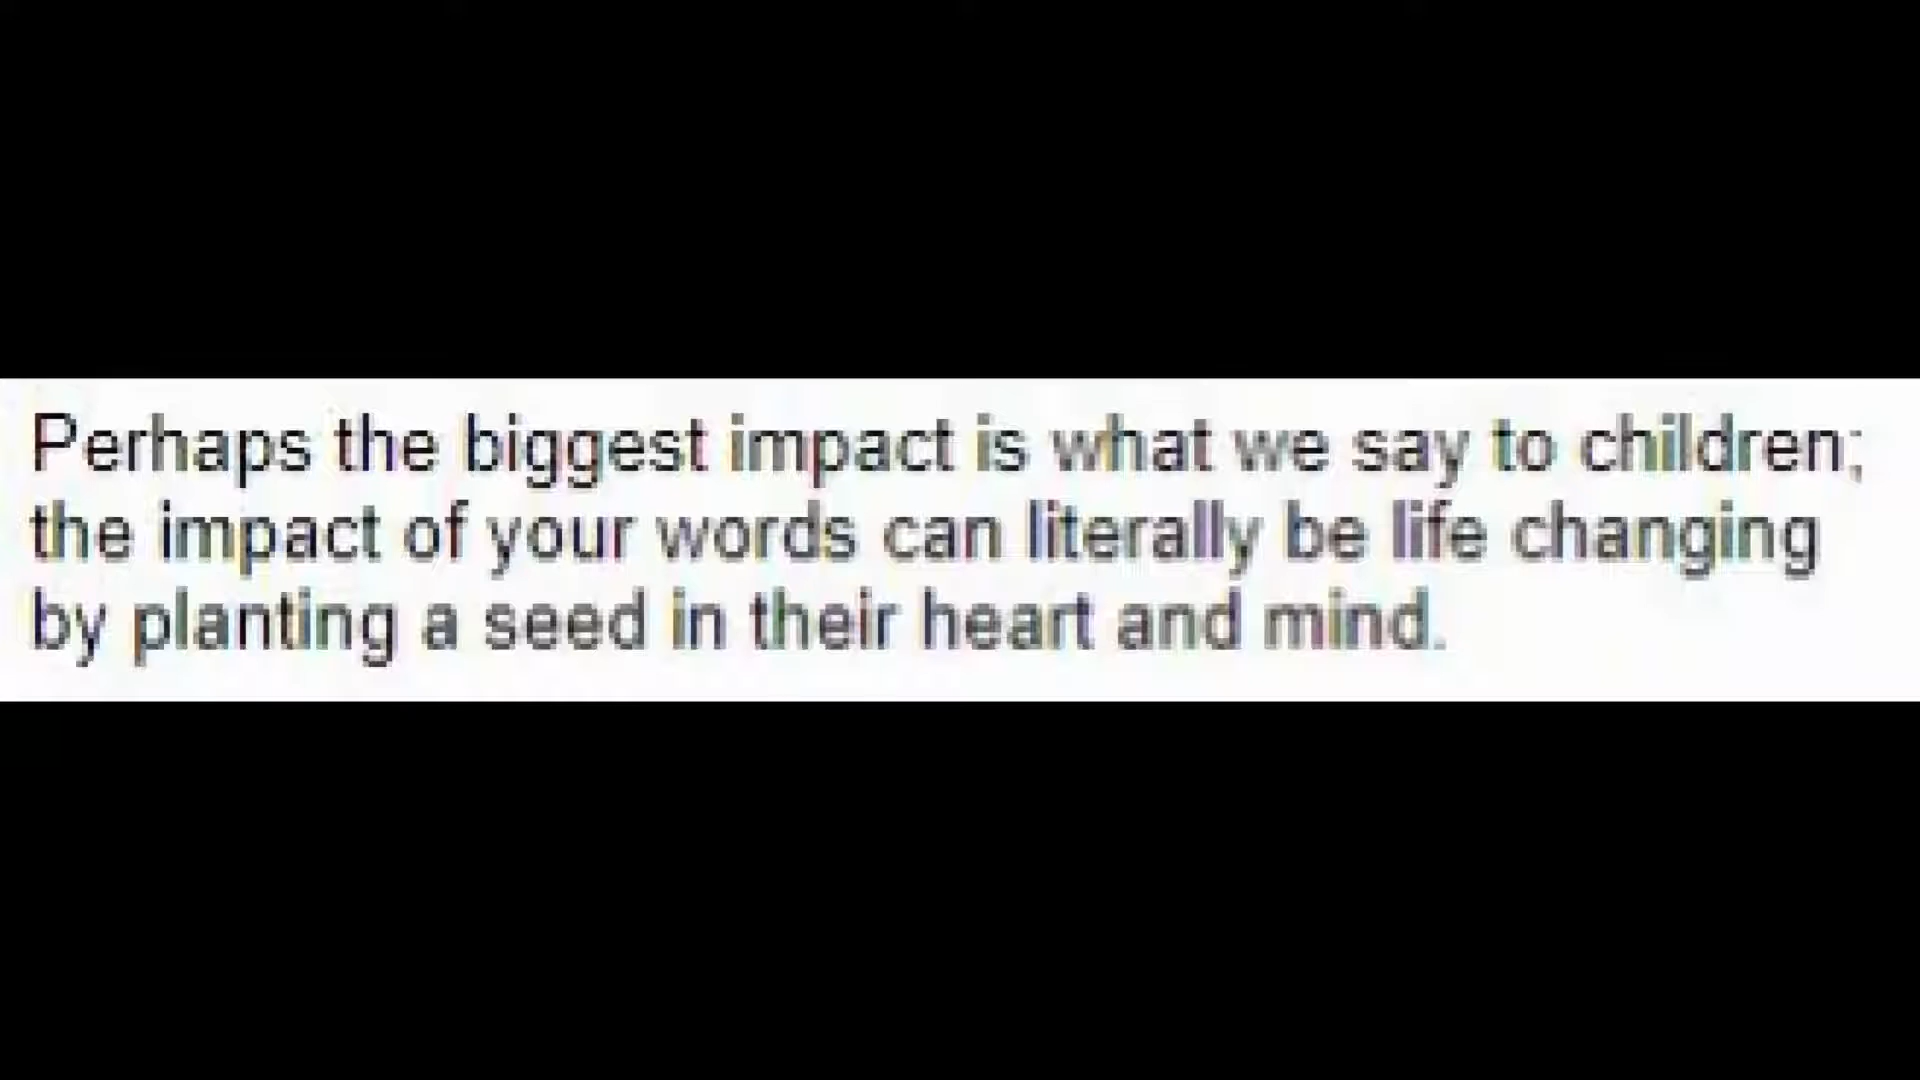 Perhaps the biggest impact is what we say to children;
the impact of your words can literally be life changing
by planting a seed in their heart and mind.